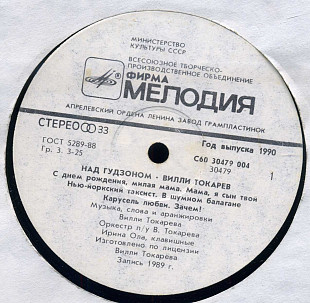 МИНИСТЕРСТВО
КУЛЬТУРЫ СССР
ВСЕСОЮЗНОЕ ТВОРЧЕСКО-
ПРОИЗВОДСТВЕННОЕ ОБЪЕДИНЕНИЕ
ФИРМА
МЕЛОДИЯ
АПРЕЛЕВСКИЙ ОРДЕНА ЛЕНИНА ЗАВОД ГРАМПЛАСТИНОК
СТЕРЕО 33
Год выпуска 1990
ГОСТ 5289-88
С60 30479 004
Гр. 3. 3-25
30479
1
НАД ГУДЗОНОМ - ВИЛЛИ ТОКАРЕВ
С днем рождения, милая мама. Мама, я сын твой
Нью-йоркский таксист. В шумном балагане
Карусель любви. Зачем!
Музыка, слова и аранжировки
Вилли Токарева
Оркестр п/у В. Токарева
Ирина Ола, клавишные
Изготовлено по лицензии
Вилли Токарева
Запись 1989 г.